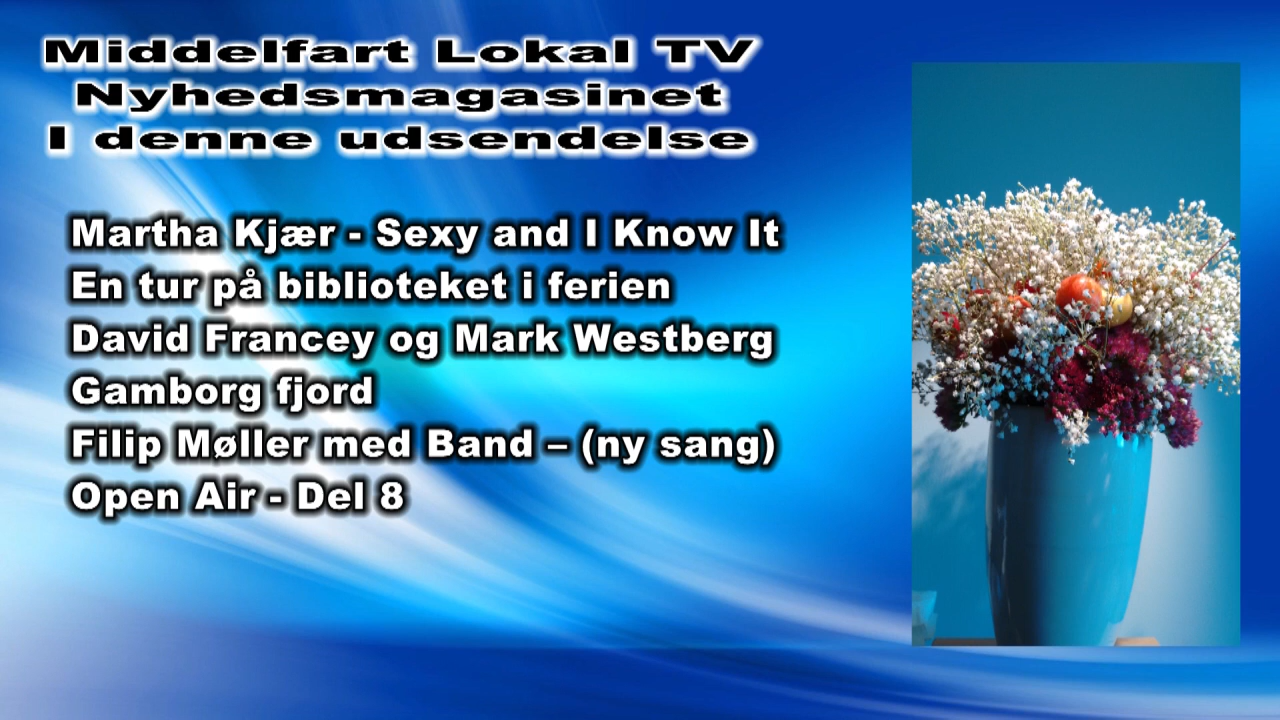 Middelfart Lokal TV
Nyhedsmagasinet
I denne udsendelse
Martha Kjær - Sexy and I Know It
En tur på biblioteket i ferien
David Francey og Mark Westberg
Gamborg fjord
Filip Møller med Band – (ny sang)
Open Air - Del 8